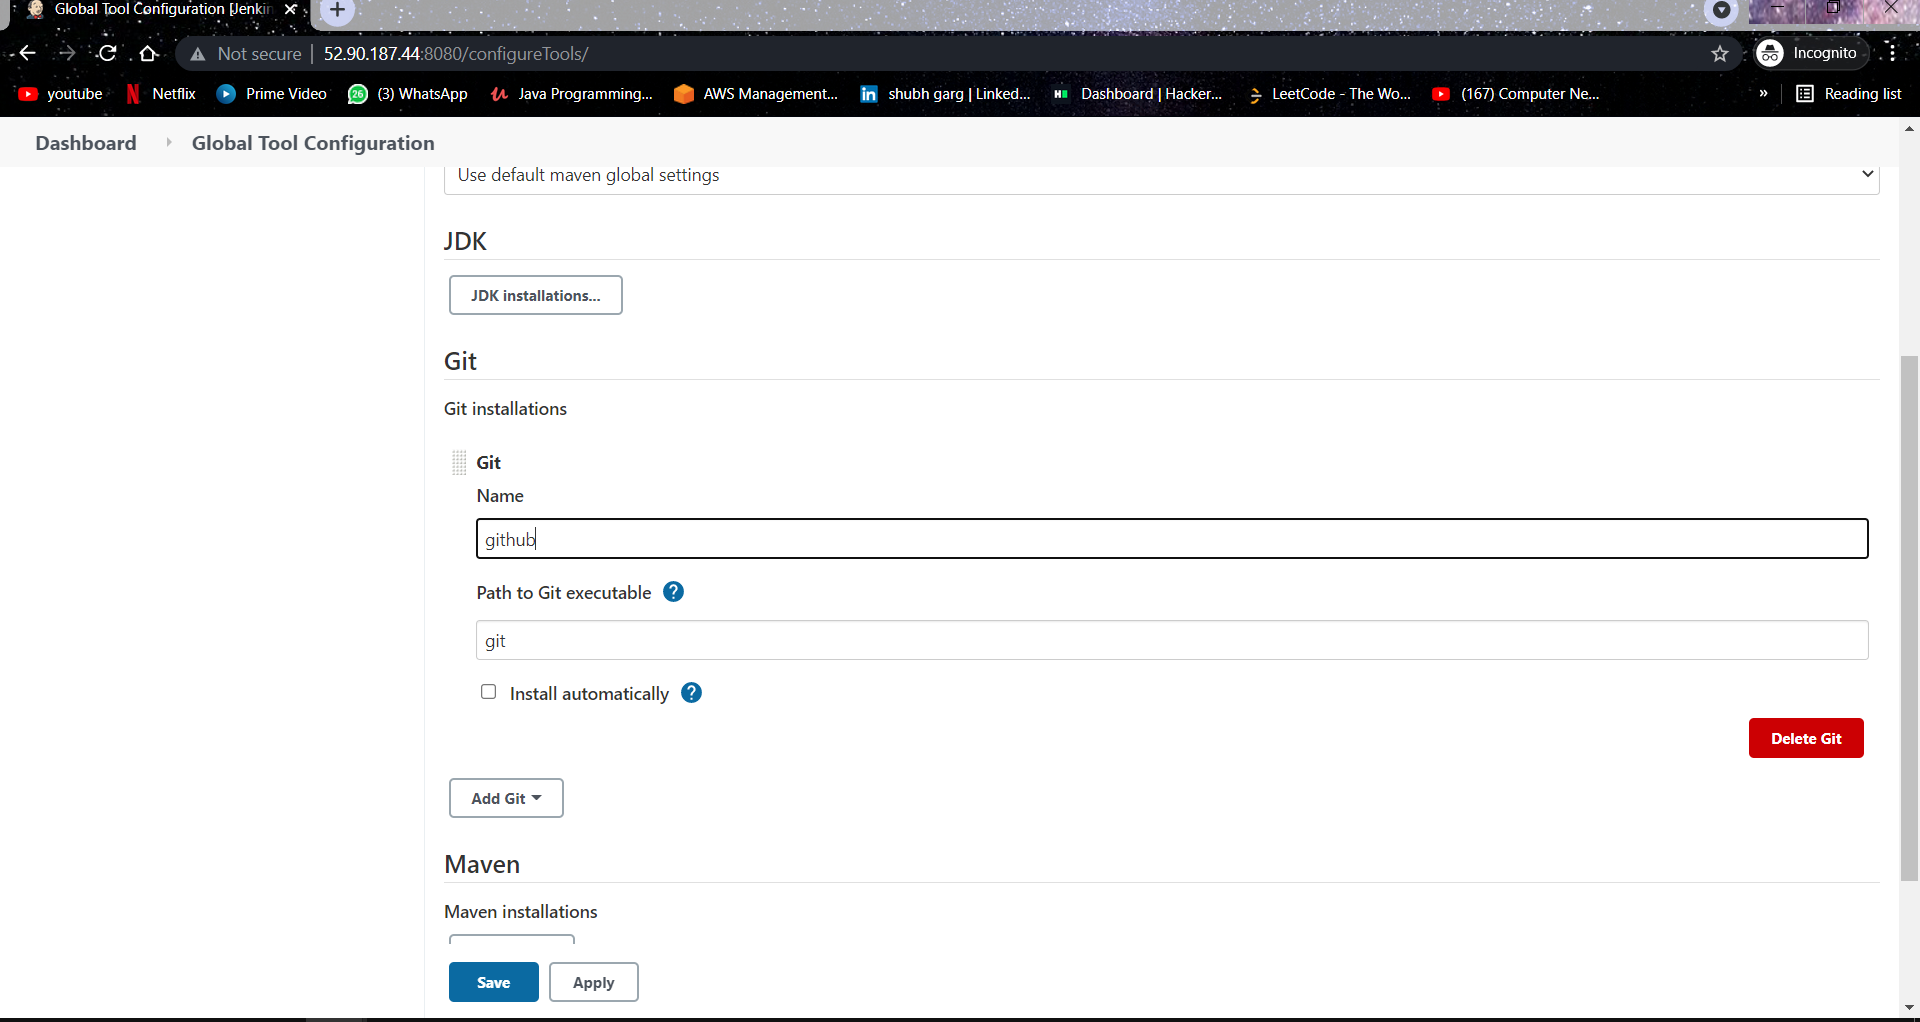 Global Tool Configuration [Jenkin
Not secure | 52.90.187.44:8080/configureTools/
Incognito
youtube Netflix Prime Video 26 (3) WhatsApp Java Programming... AWS Management... shubh garg | Linked... Dashboard | Hacker... LeetCode - The Wo... (167) Computer Ne... » Reading list
Dashboard Global Tool Configuration
Use default maven global settings
JDK
JDK installations...
Git
Git installations
Git
Name
github
Path to Git executable ?
git
Install automatically ?
Delete Git
Add Git
Maven
Maven installations
Save Apply